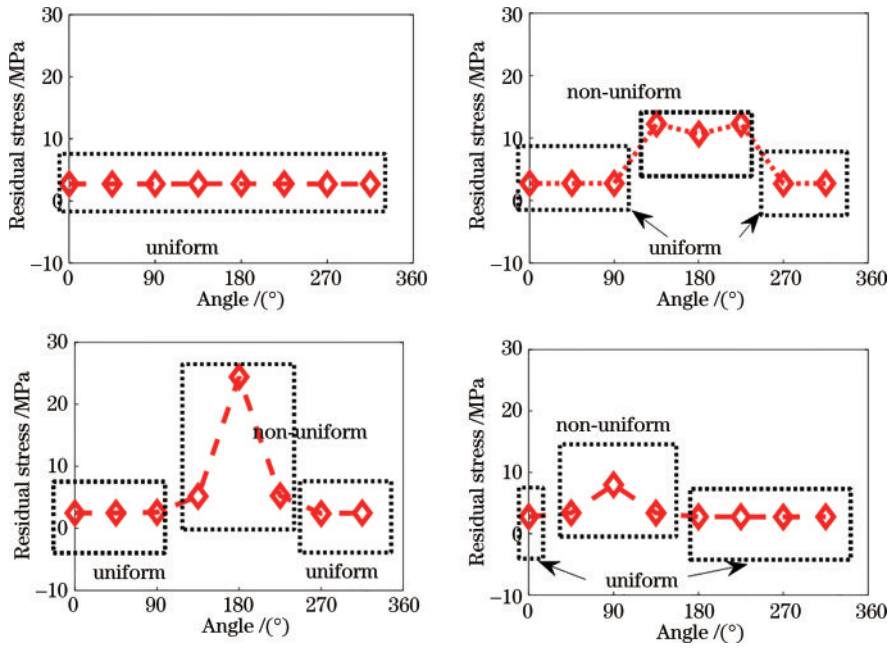 30
20
10
0
−10
Residual stress /MPa
uniform
0 90 180 270 360
Angle /(°)
30
20
10
0
−10
Residual stress /MPa
non-uniform
uniform
0 90 180 270 360
Angle /(°)
30
20
10
0
−10
Residual stress /MPa
non-uniform
uniform
uniform
0 90 180 270 360
Angle /(°)
30
20
10
0
−10
Residual stress /MPa
non-uniform
uniform
0 90 180 270 360
Angle /(°)